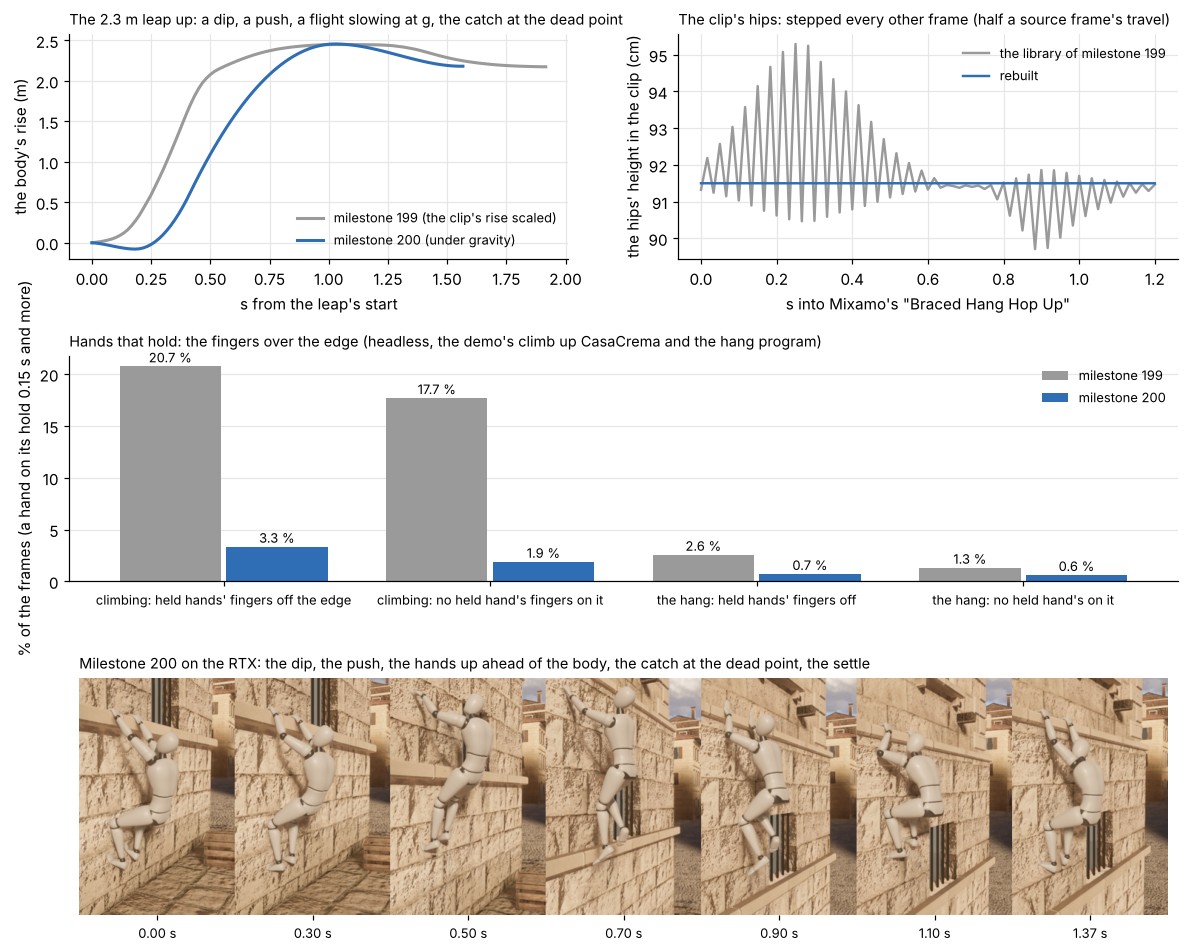 The 2.3 m leap up: a dip, a push, a flight slowing at g, the catch at the dead point
the body's rise (m)
2.5
2.0
1.5
1.0
0.5
0.0
milestone 199 (the clip's rise scaled)
milestone 200 (under gravity)
0.00 0.25 0.50 0.75 1.00 1.25 1.50 1.75 2.00
s from the leap's start
The clip's hips: stepped every other frame (half a source frame's travel)
the hips' height in the clip (cm)
95
94
93
92
91
90
the library of milestone 199
rebuilt
0.0 0.2 0.4 0.6 0.8 1.0 1.2
s into Mixamo's "Braced Hang Hop Up"
Hands that hold: the fingers over the edge (headless, the demo's climb up CasaCrema and the hang program)
% of the frames (a hand on its hold 0.15 s and more)
20
15
10
5
0
20.7 %
3.3 %
17.7 %
1.9 %
2.6 %
0.7 %
1.3 %
0.6 %
milestone 199
milestone 200
climbing: held hands' fingers off the edge
climbing: no held hand's fingers on it
the hang: held hands' fingers off
the hang: no held hand's on it
Milestone 200 on the RTX: the dip, the push, the hands up ahead of the body, the catch at the dead point, the settle
0.00 s 0.30 s 0.50 s 0.70 s 0.90 s 1.10 s 1.37 s